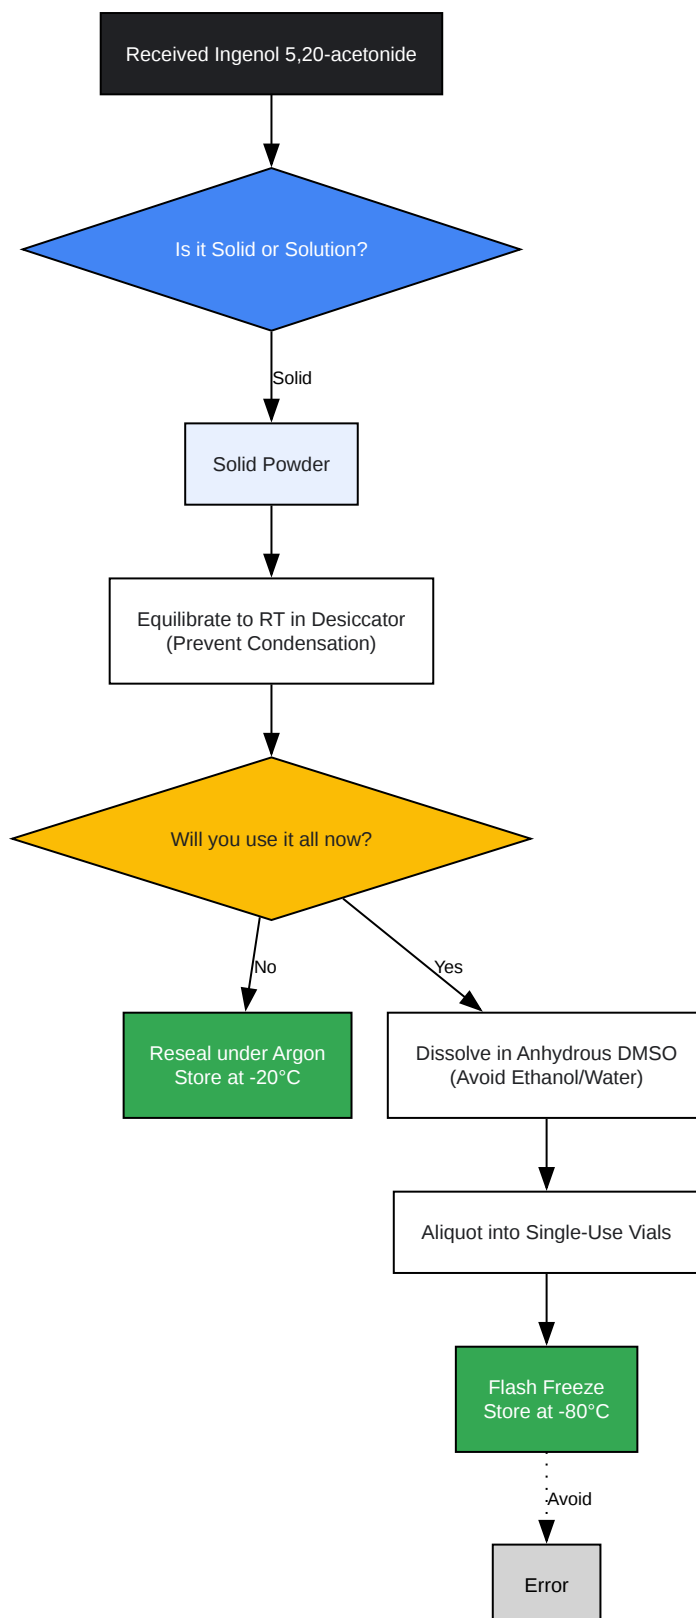 Received Ingenol 5,20-acetonide
Is it Solid or Solution?
Solid
Solid Powder
Equilibrate to RT in Desiccator
(Prevent Condensation)
Will you use it all now?
No
Yes
Reseal under Argon
Store at -20°C
Dissolve in Anhydrous DMSO
(Avoid Ethanol/Water)
Aliquot into Single-Use Vials
Flash Freeze
Store at -80°C
Avoid
Error